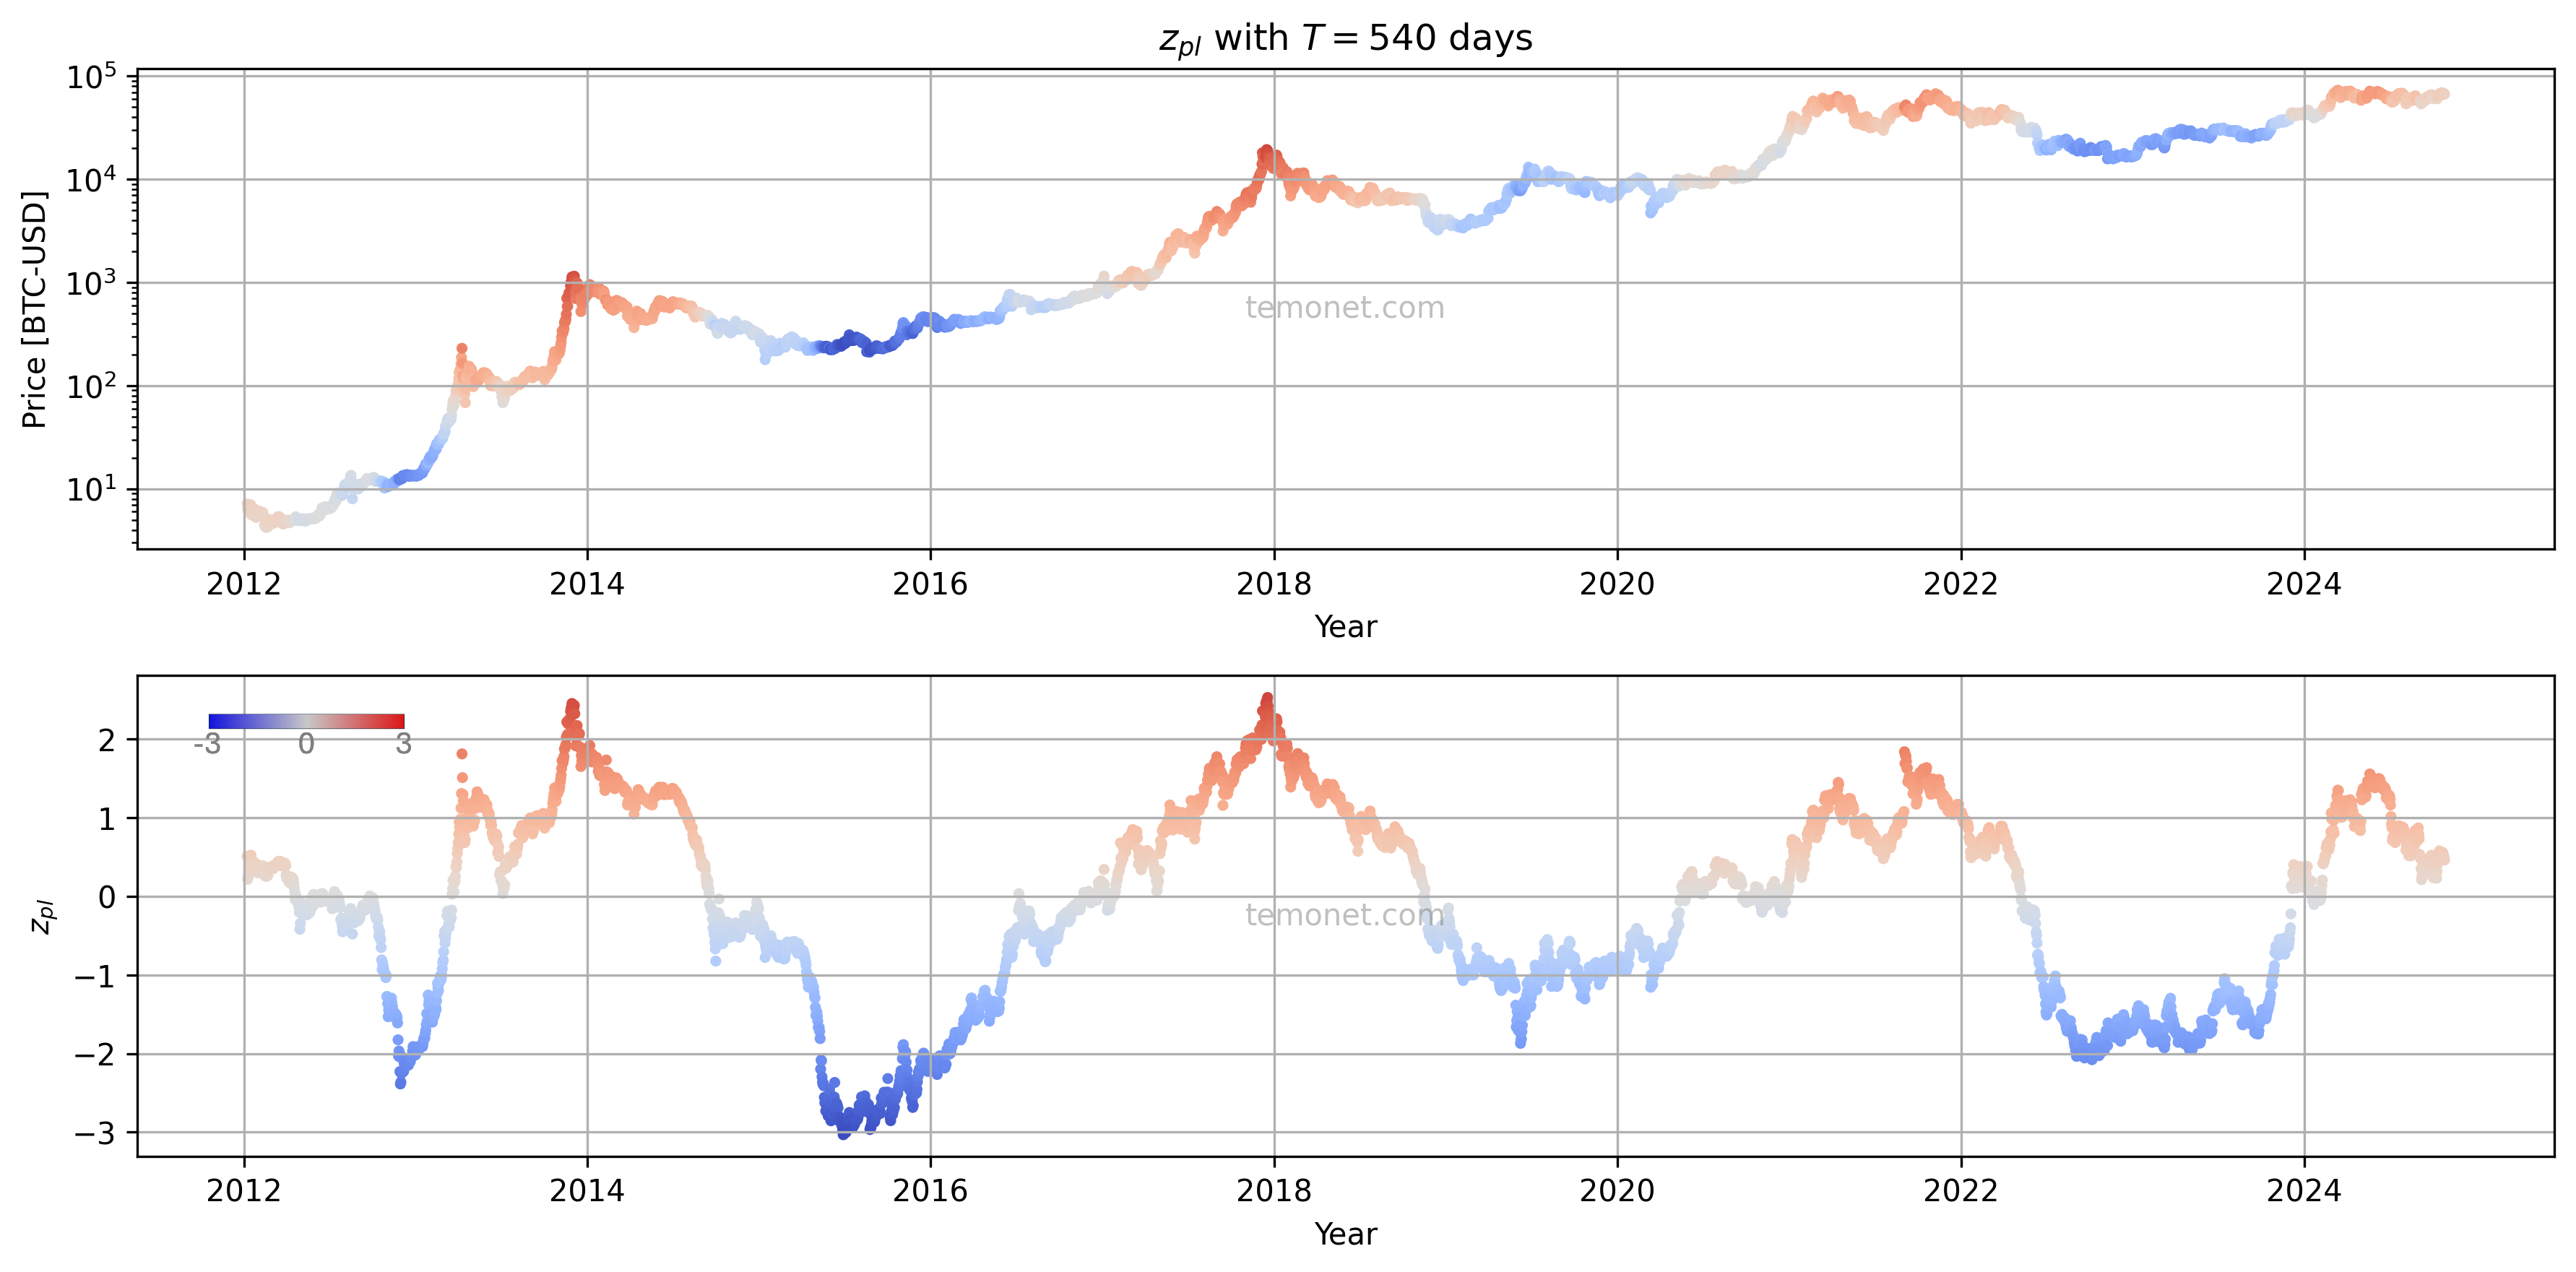 z_pl with T = 540 days
10^5
10^4
10^3
10^2
10^1
Price [BTC-USD]
temonet.com
2012 2014 2016 2018 2020 2022 2024
Year
-3 0 3
2
1
0
−1
−2
−3
z_pl
temonet.com
2012 2014 2016 2018 2020 2022 2024
Year